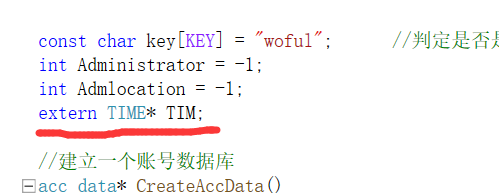 const char key[KEY] = "woful"; //判定是否是
int Administrator = -1;
int Admlocation = -1;
extern TIME* TIM;
//建立一个账号数据库
acc data* CreateAccData()